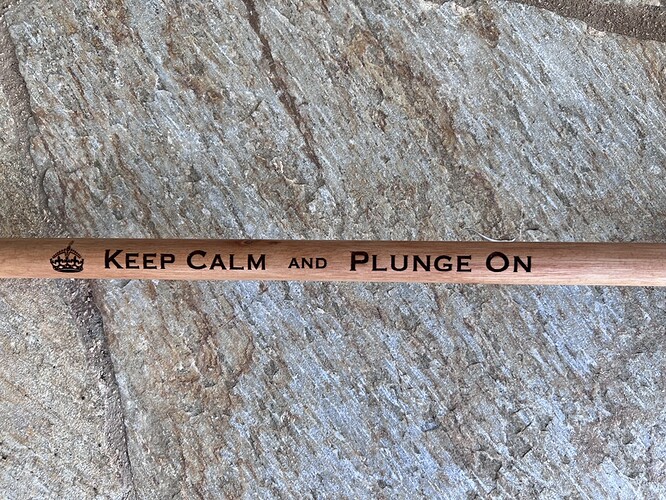 Keep Calm and Plunge On